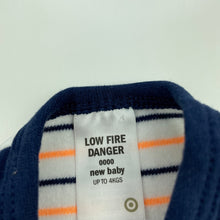 LOW FIRE
DANGER
0000
new baby
UP TO 4KGS